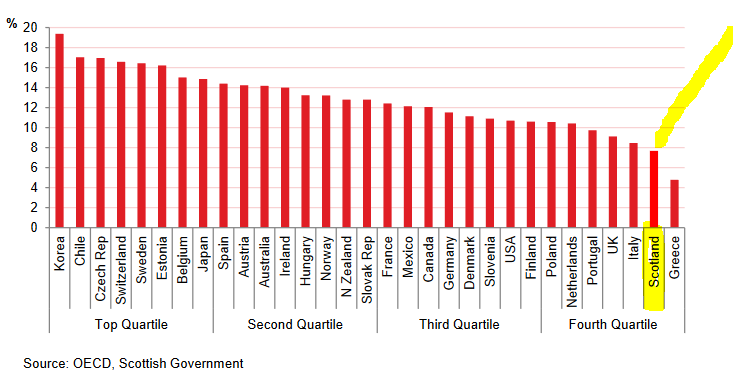 %
20
18
16
14
12
10
8
6
4
2
0
Korea
Chile
Czech Rep
Switzerland
Sweden
Estonia
Belgium
Japan
Spain
Austria
Australia
Ireland
Hungary
Norway
N Zealand
Slovak Rep
France
Mexico
Canada
Germany
Denmark
Slovenia
USA
Finland
Poland
Netherlands
Portugal
UK
Italy
Scotland
Greece
Top Quartile
Second Quartile
Third Quartile
Fourth Quartile
Source: OECD, Scottish Government